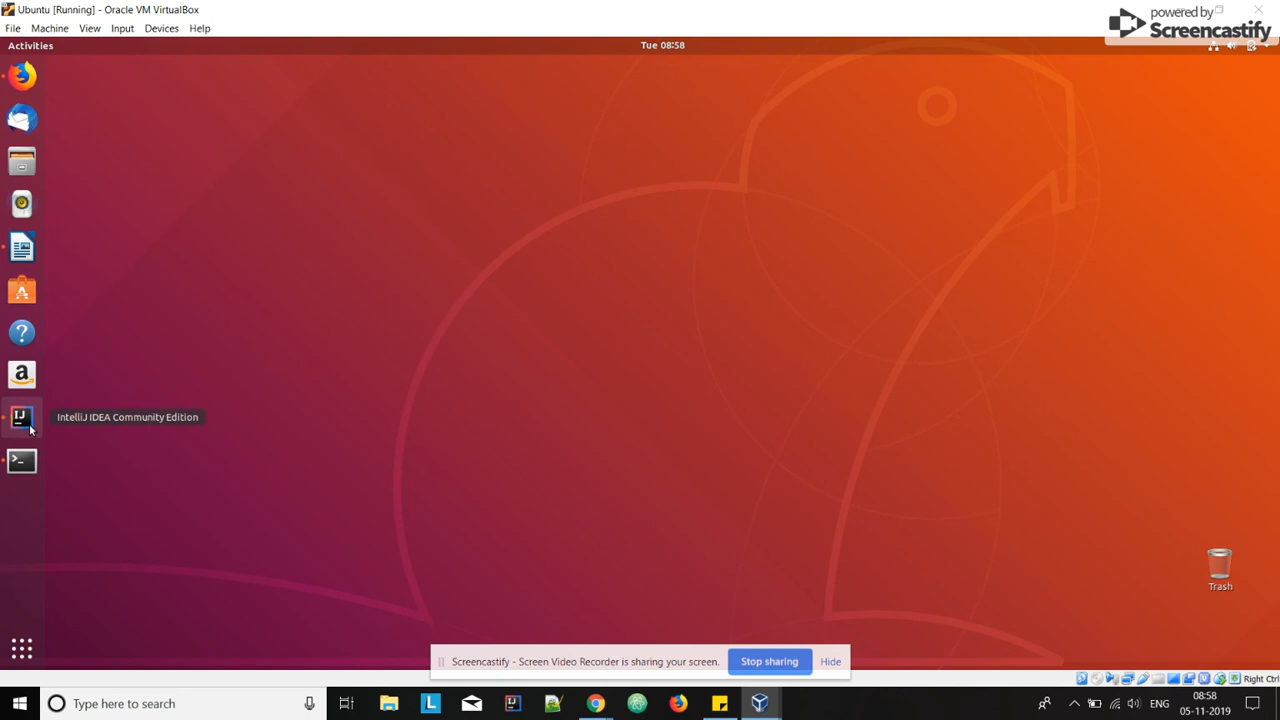 Ubuntu [Running] - Oracle VM VirtualBox
File Machine View Input Devices Help
powered by
Screencastify
Activities
Tue 08:58
a
IJ
IntelliJ IDEA Community Edition
>_
Trash
Screencastify - Screen Video Recorder is sharing your screen.
Stop sharing
Hide
Right Ctrl
Type here to search
L
ENG
08:58
05-11-2019